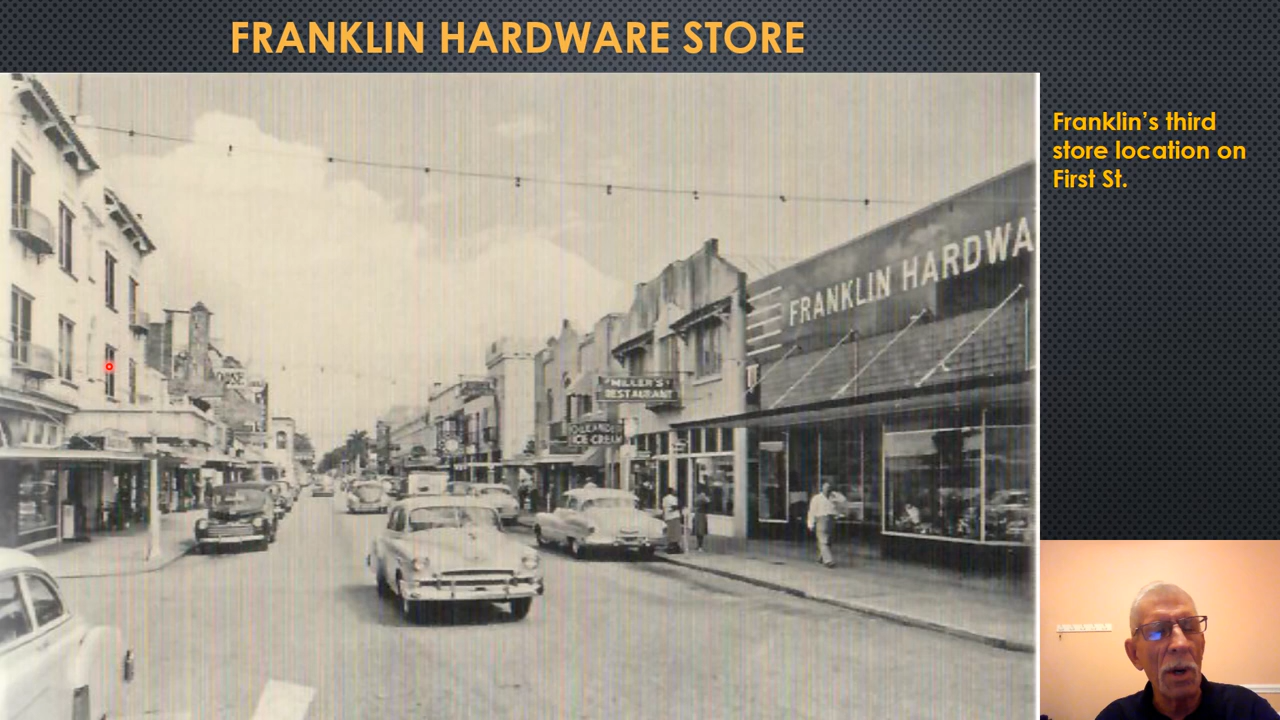 FRANKLIN HARDWARE STORE
Franklin's third
store location on
First St.
FRANKLIN HARDWA
MILLER'S
RESTAURANT
ICE-CREAM